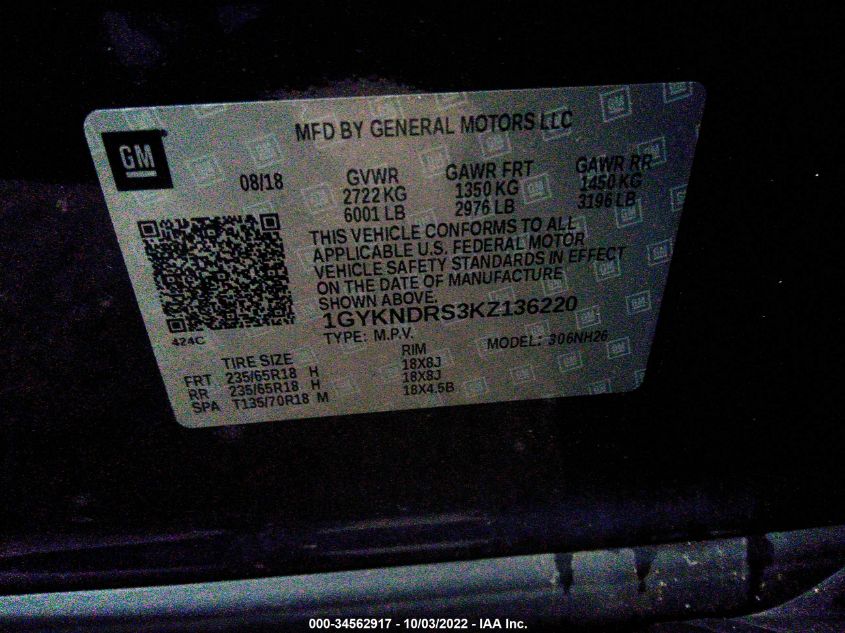 MFD BY GENERAL MOTORS LLC
GM
08/18
GVWR GAWR FRT GAWR RR
2722 KG 1350 KG 1450 KG
6001 LB 2976 LB 3196 LB
THIS VEHICLE CONFORMS TO ALL
APPLICABLE U.S. FEDERAL MOTOR
VEHICLE SAFETY STANDARDS IN EFFECT
ON THE DATE OF MANUFACTURE
SHOWN ABOVE.
1GYKNDRS3KZ136220
424C
TYPE: M.P.V. MODEL: 306NH26
TIRE SIZE RIM
FRT 235/65R18 H 18X8J
RR 235/65R18 H 18X8J
SPA T135/70R18 M 18X4.5B
000-34562917 - 10/03/2022 - IAA Inc.